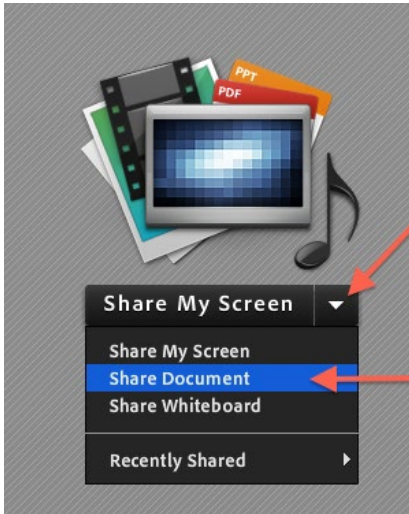 PPT
PDF
Share My Screen
Share My Screen
Share Document
Share Whiteboard
Recently Shared